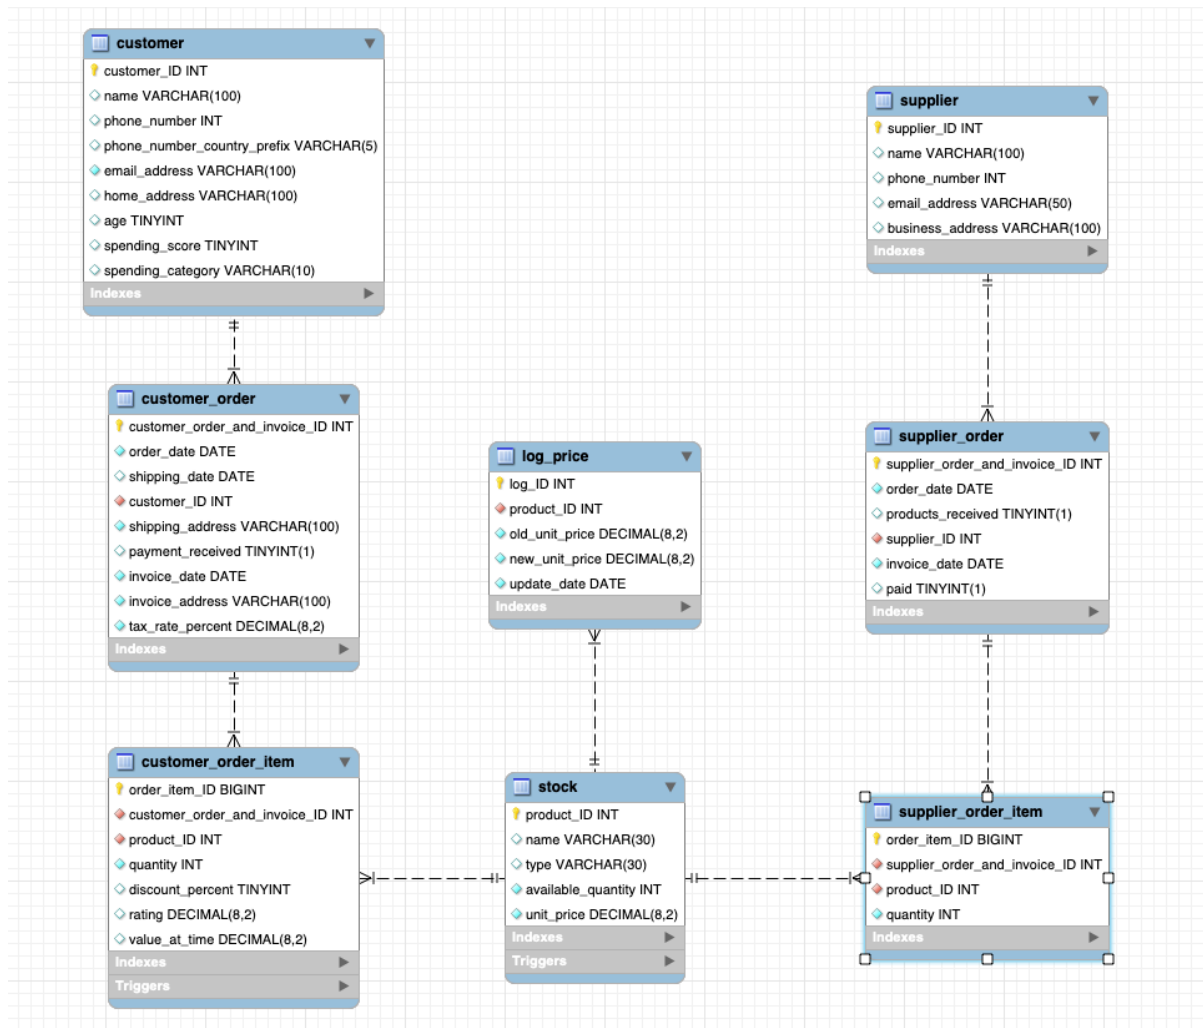 customer
customer_ID INT
name VARCHAR(100)
phone_number INT
phone_number_country_prefix VARCHAR(5)
email_address VARCHAR(100)
home_address VARCHAR(100)
age TINYINT
spending_score TINYINT
spending_category VARCHAR(10)
Indexes
supplier
supplier_ID INT
name VARCHAR(100)
phone_number INT
email_address VARCHAR(50)
business_address VARCHAR(100)
Indexes
customer_order
customer_order_and_invoice_ID INT
order_date DATE
shipping_date DATE
customer_ID INT
shipping_address VARCHAR(100)
payment_received TINYINT(1)
invoice_date DATE
invoice_address VARCHAR(100)
tax_rate_percent DECIMAL(8,2)
Indexes
log_price
log_ID INT
product_ID INT
old_unit_price DECIMAL(8,2)
new_unit_price DECIMAL(8,2)
update_date DATE
Indexes
supplier_order
supplier_order_and_invoice_ID INT
order_date DATE
products_received TINYINT(1)
supplier_ID INT
invoice_date DATE
paid TINYINT(1)
Indexes
customer_order_item
order_item_ID BIGINT
customer_order_and_invoice_ID INT
product_ID INT
quantity INT
discount_percent TINYINT
rating DECIMAL(8,2)
value_at_time DECIMAL(8,2)
Indexes
Triggers
stock
product_ID INT
name VARCHAR(30)
type VARCHAR(30)
available_quantity INT
unit_price DECIMAL(8,2)
Indexes
Triggers
supplier_order_item
order_item_ID BIGINT
supplier_order_and_invoice_ID INT
product_ID INT
quantity INT
Indexes